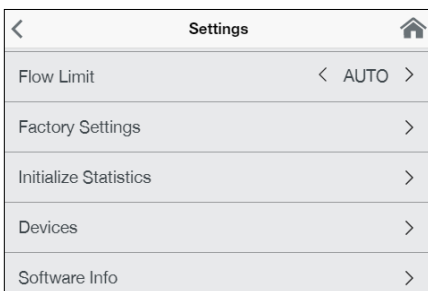 Settings
Flow Limit < AUTO >
Factory Settings >
Initialize Statistics >
Devices >
Software Info >